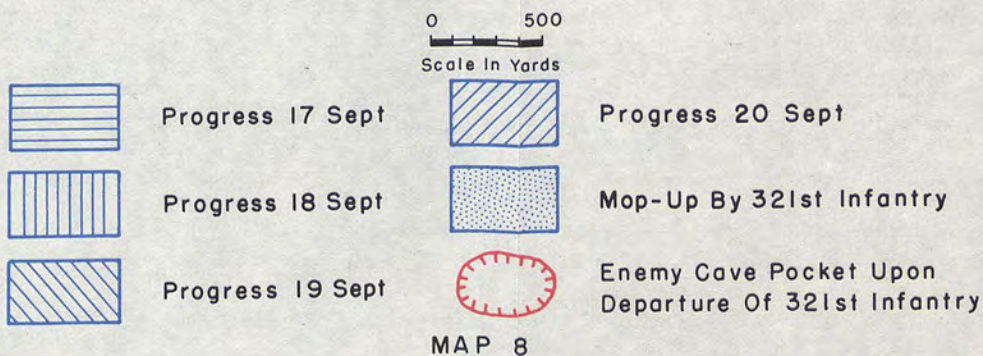 0 500
Scale In Yards
Progress 17 Sept
Progress 18 Sept
Progress 19 Sept
Progress 20 Sept
Mop-Up By 321st Infantry
Enemy Cave Pocket Upon
Departure Of 321st Infantry
MAP 8